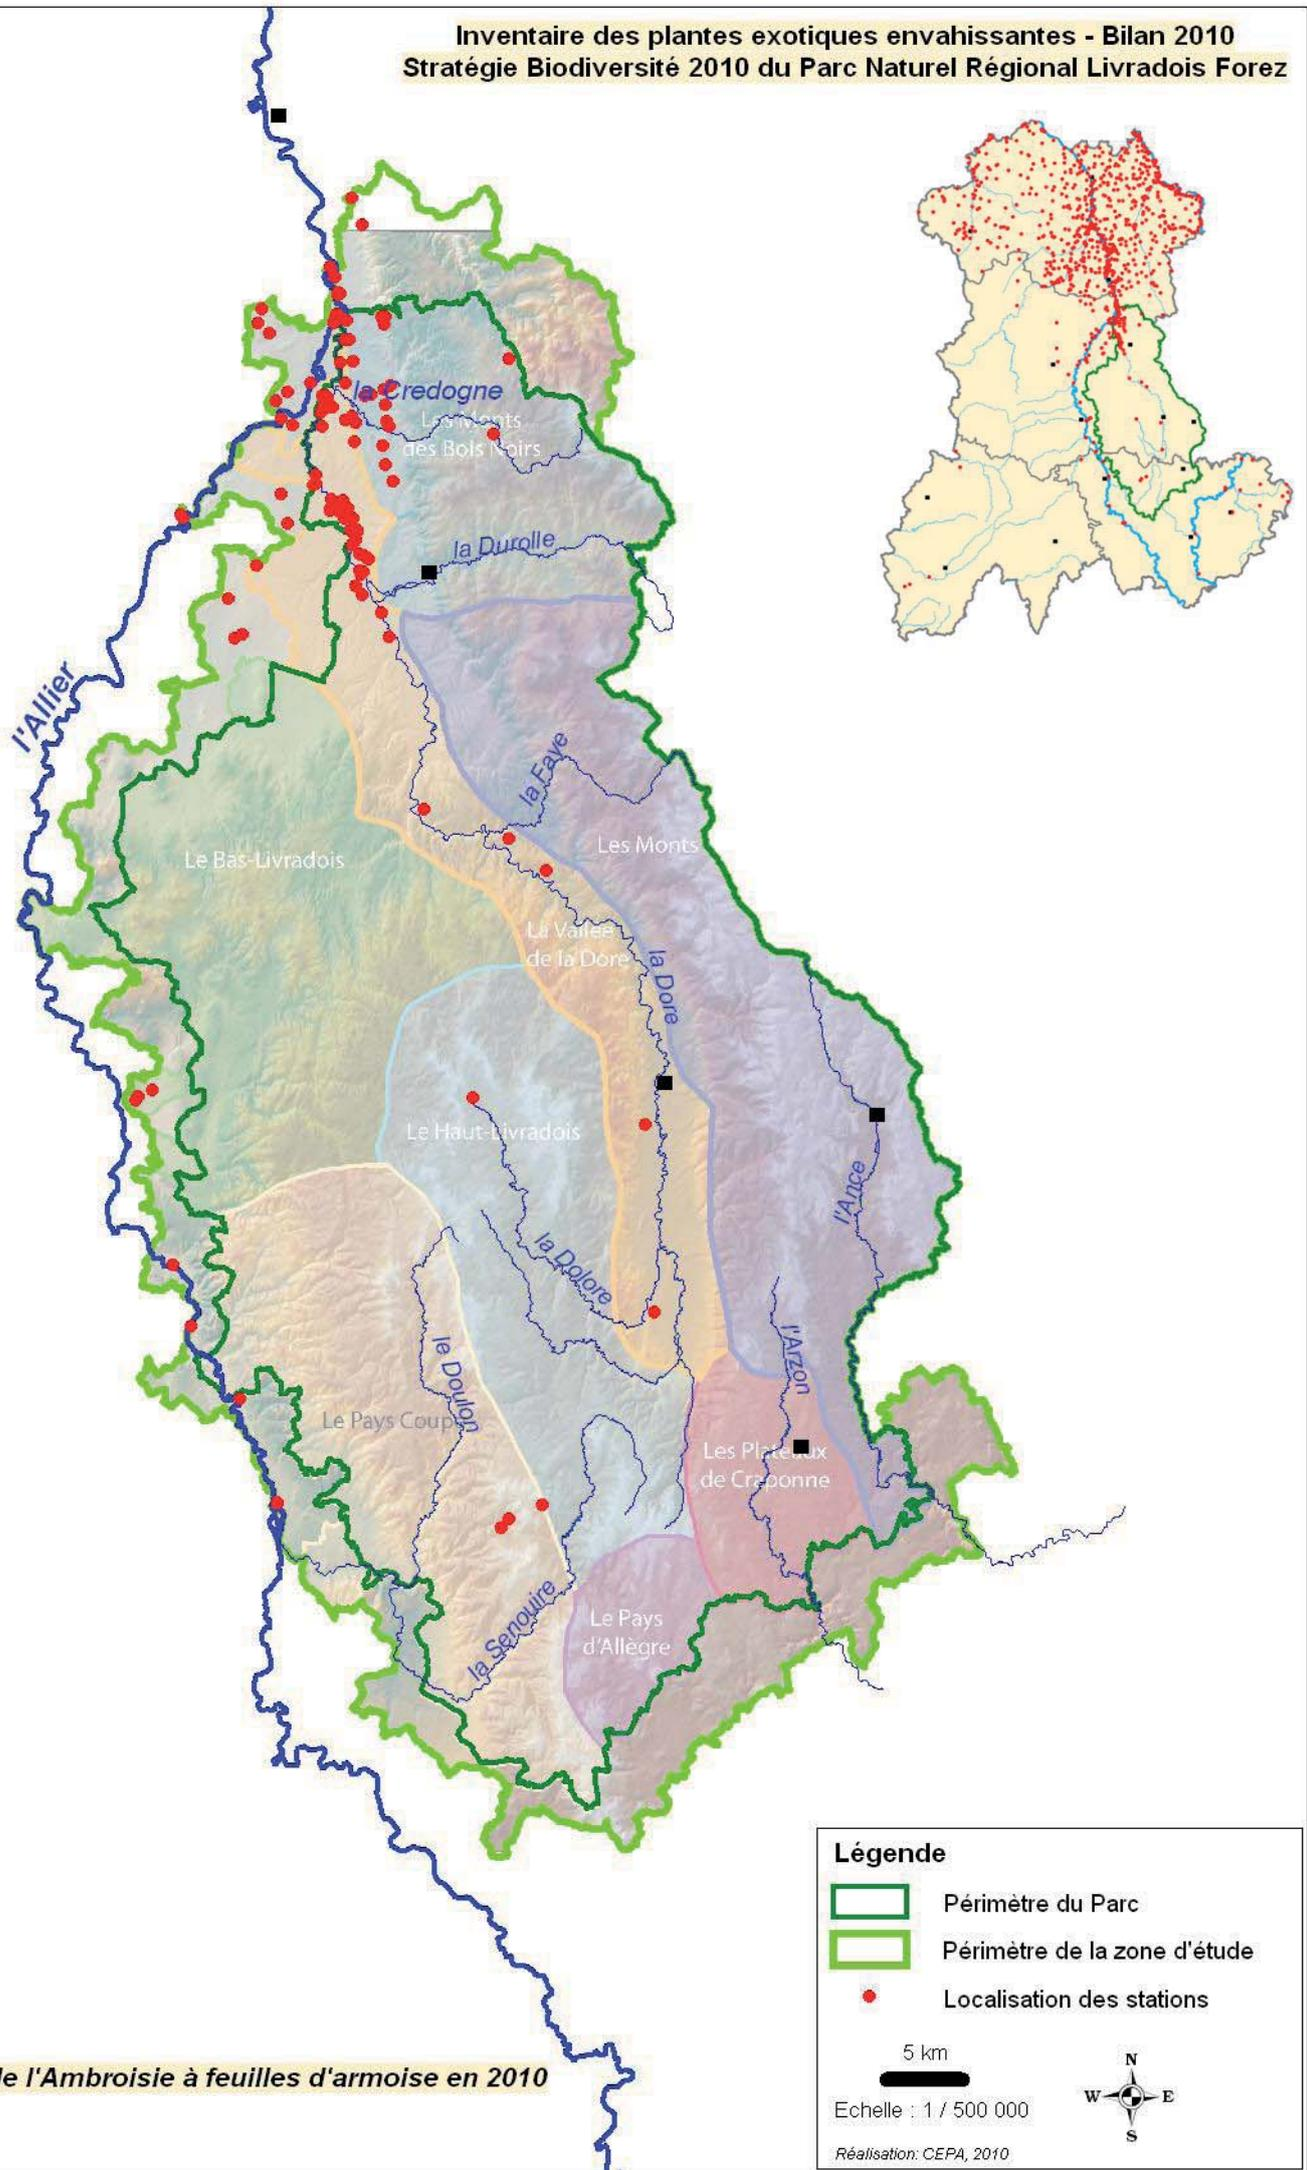 Inventaire des plantes exotiques envahissantes - Bilan 2010
Stratégie Biodiversité 2010 du Parc Naturel Régional Livradois Forez
la Credogne
Les Monts
des Bois Noirs
la Durolle
l'Allier
la Faye
Les Monts
Le Bas-Livradois
La Vallée
de la Dore
la Dore
Le Haut-Livradois
l'Ance
la Dolore
l'Arzon
le Doulon
Le Pays Coupé
Les Plateaux
de Craponne
la Senouire
Le Pays
d'Allègre
Légende
Périmètre du Parc
Périmètre de la zone d'étude
Localisation des stations
5 km
N
W
E
S
Echelle : 1 / 500 000
Réalisation: CEPA, 2010
l'Ambroisie à feuilles d'armoise en 2010